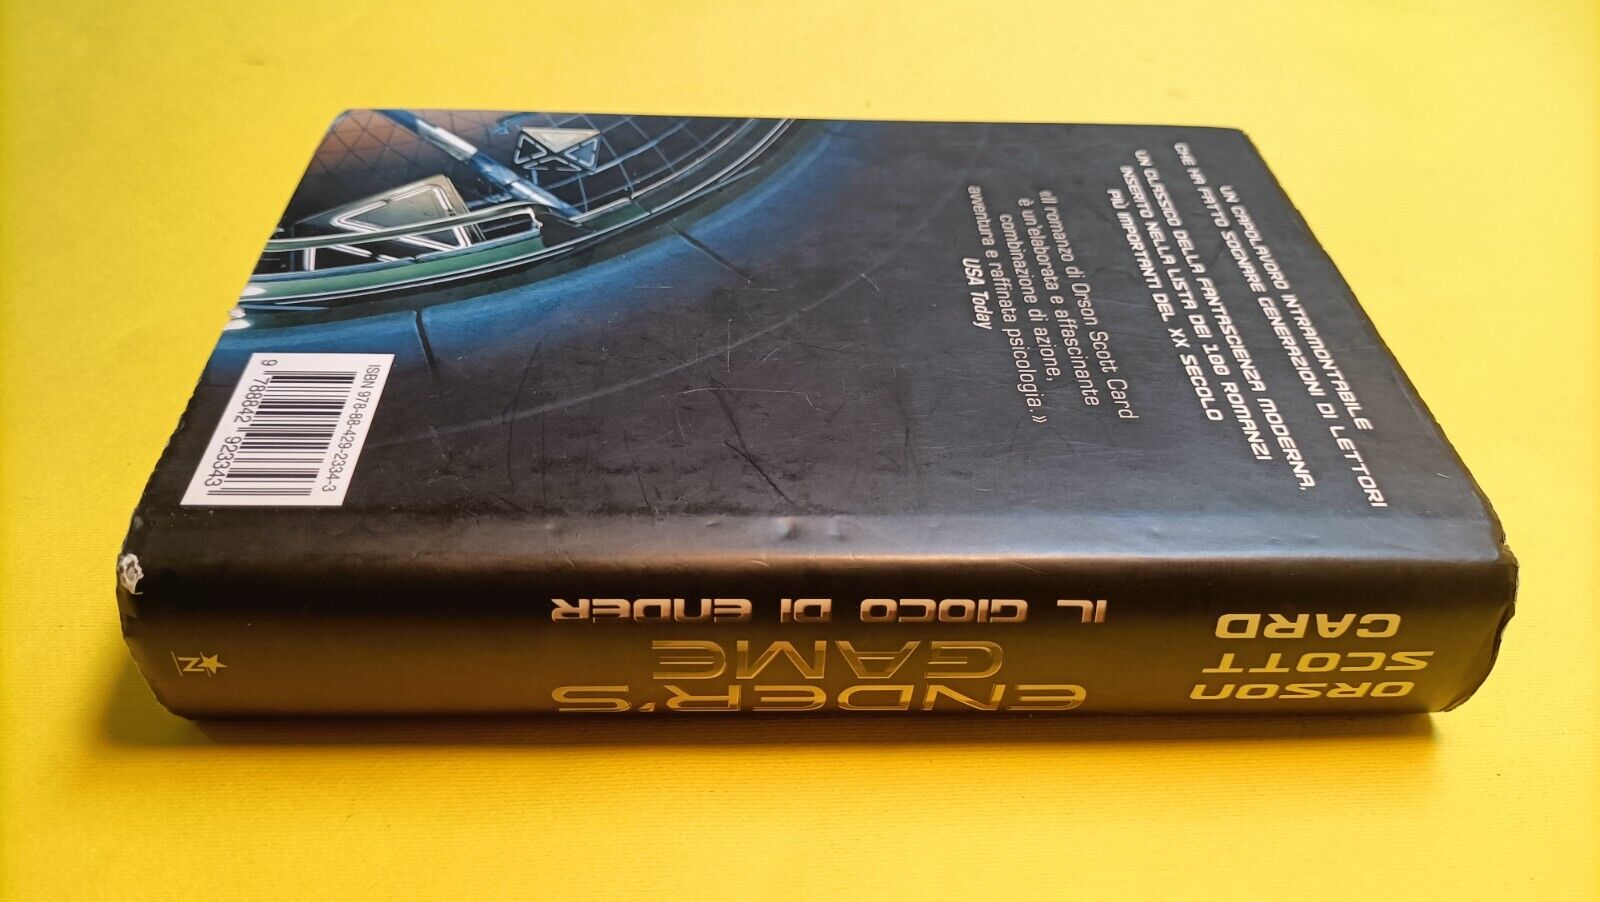 UN CAPOLAVORO INTRAMONTABILE
CHE HA FATTO SOGNARE GENERAZIONI DI LETTORI
UN CLASSICO DELLA FANTASCIENZA MODERNA,
INSERITO NELLA LISTA DEI 100 ROMANZI
PIÙ IMPORTANTI DEL XX SECOLO
«Il romanzo di Orson Scott Card
è un'elaborata e affascinante
combinazione di azione,
avventura e raffinata psicologia.»
USA Today
ISBN 978-88-429-2334-3
9 788842 923343
ORSON
SCOTT
CARD
ENDER'S
GAME
IL GIOCO DI ENDER
N